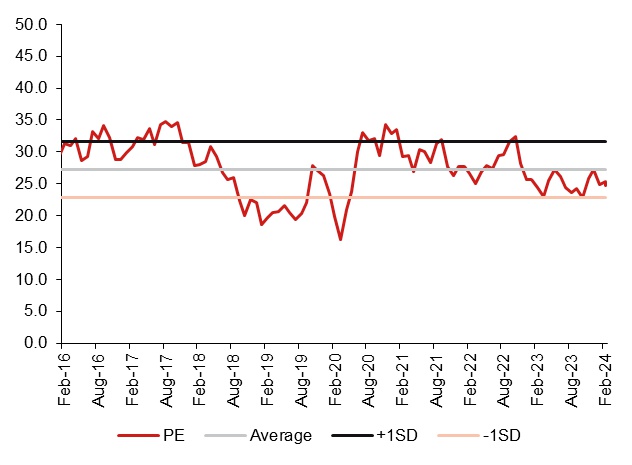 50.0
45.0
40.0
35.0
30.0
25.0
20.0
15.0
10.0
5.0
0.0
Feb-16
Aug-16
Feb-17
Aug-17
Feb-18
Aug-18
Feb-19
Aug-19
Feb-20
Aug-20
Feb-21
Aug-21
Feb-22
Aug-22
Feb-23
Aug-23
Feb-24
PE Average +1SD -1SD